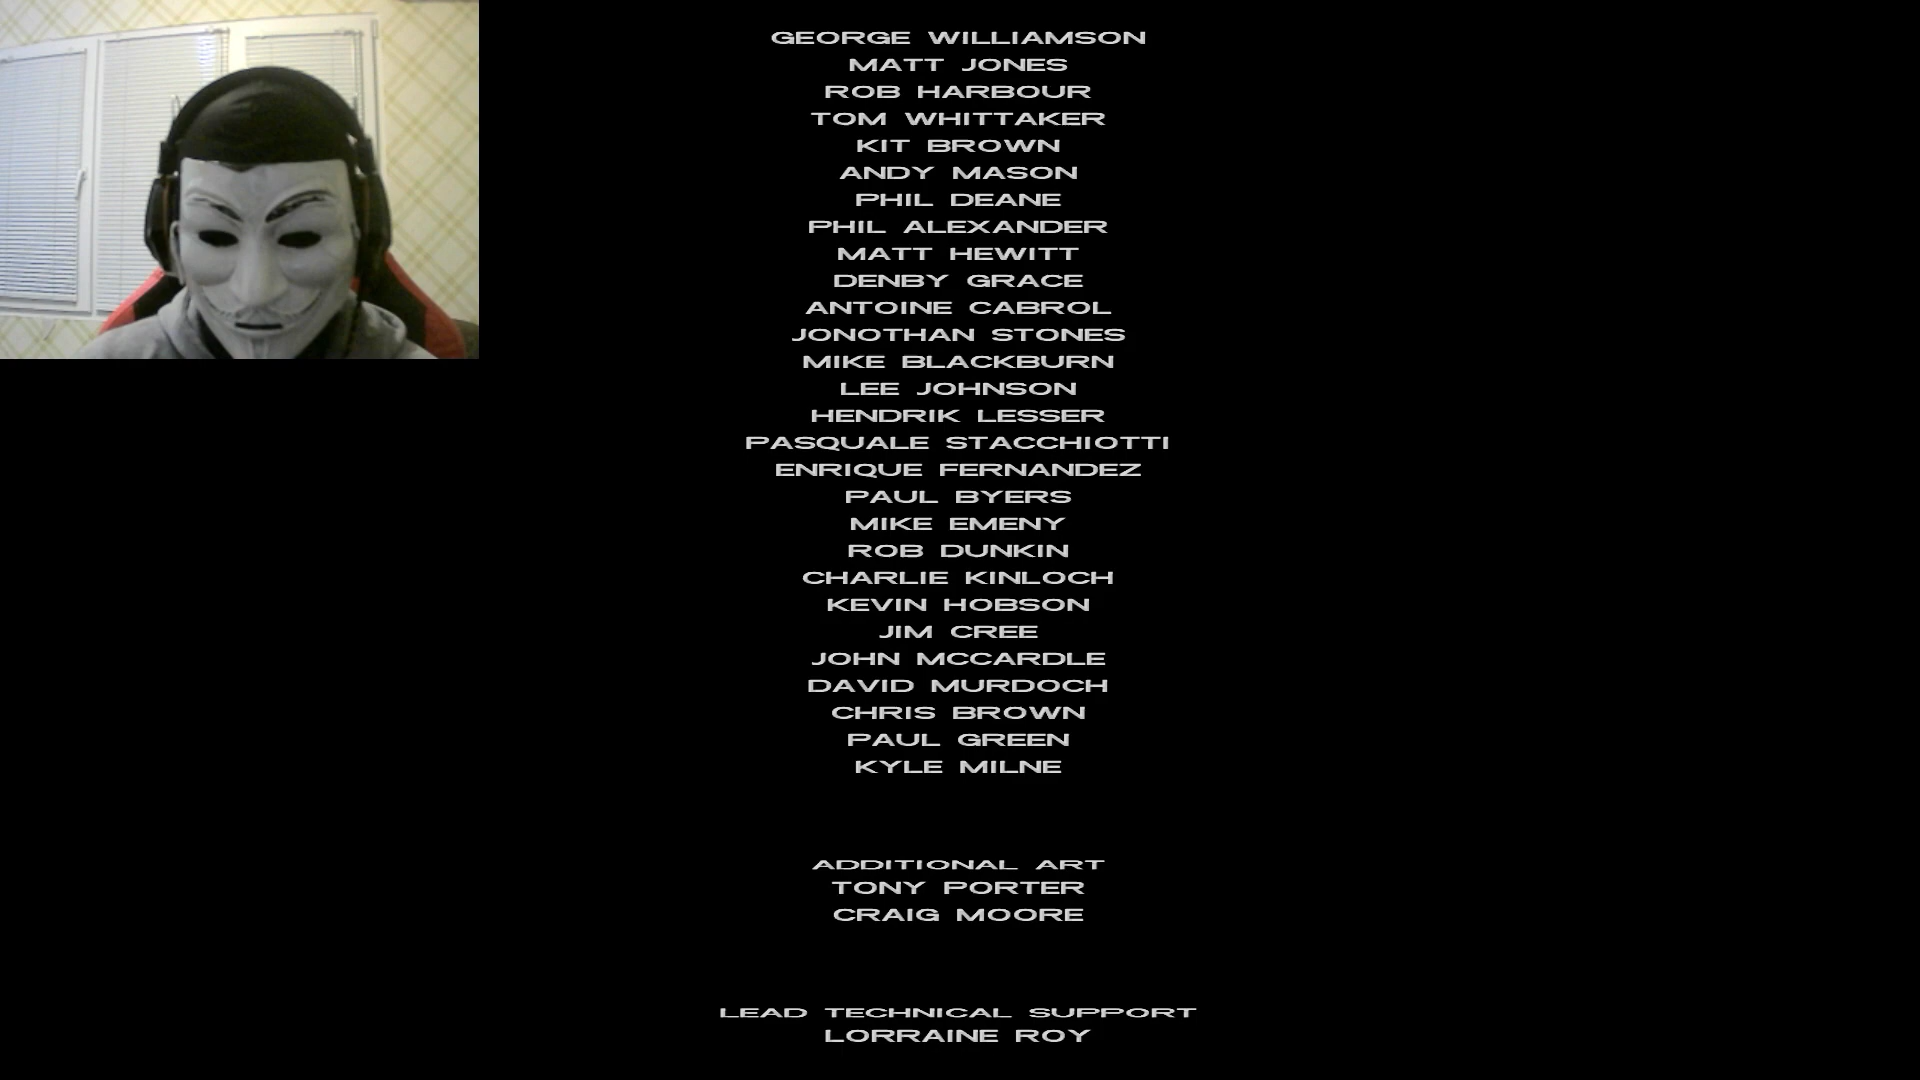 GEORGE WILLIAMSON
MATT JONES
ROB HARBOUR
TOM WHITTAKER
KIT BROWN
ANDY MASON
PHIL DEANE
PHIL ALEXANDER
MATT HEWITT
DENBY GRACE
ANTOINE CABROL
JONOTHAN STONES
MIKE BLACKBURN
LEE JOHNSON
HENDRIK LESSER
PASQUALE STACCHIOTTI
ENRIQUE FERNANDEZ
PAUL BYERS
MIKE EMENY
ROB DUNKIN
CHARLIE KINLOCH
KEVIN HOBSON
JIM CREE
JOHN MCCARDLE
DAVID MURDOCH
CHRIS BROWN
PAUL GREEN
KYLE MILNE
ADDITIONAL ART
TONY PORTER
CRAIG MOORE
LEAD TECHNICAL SUPPORT
LORRAINE ROY